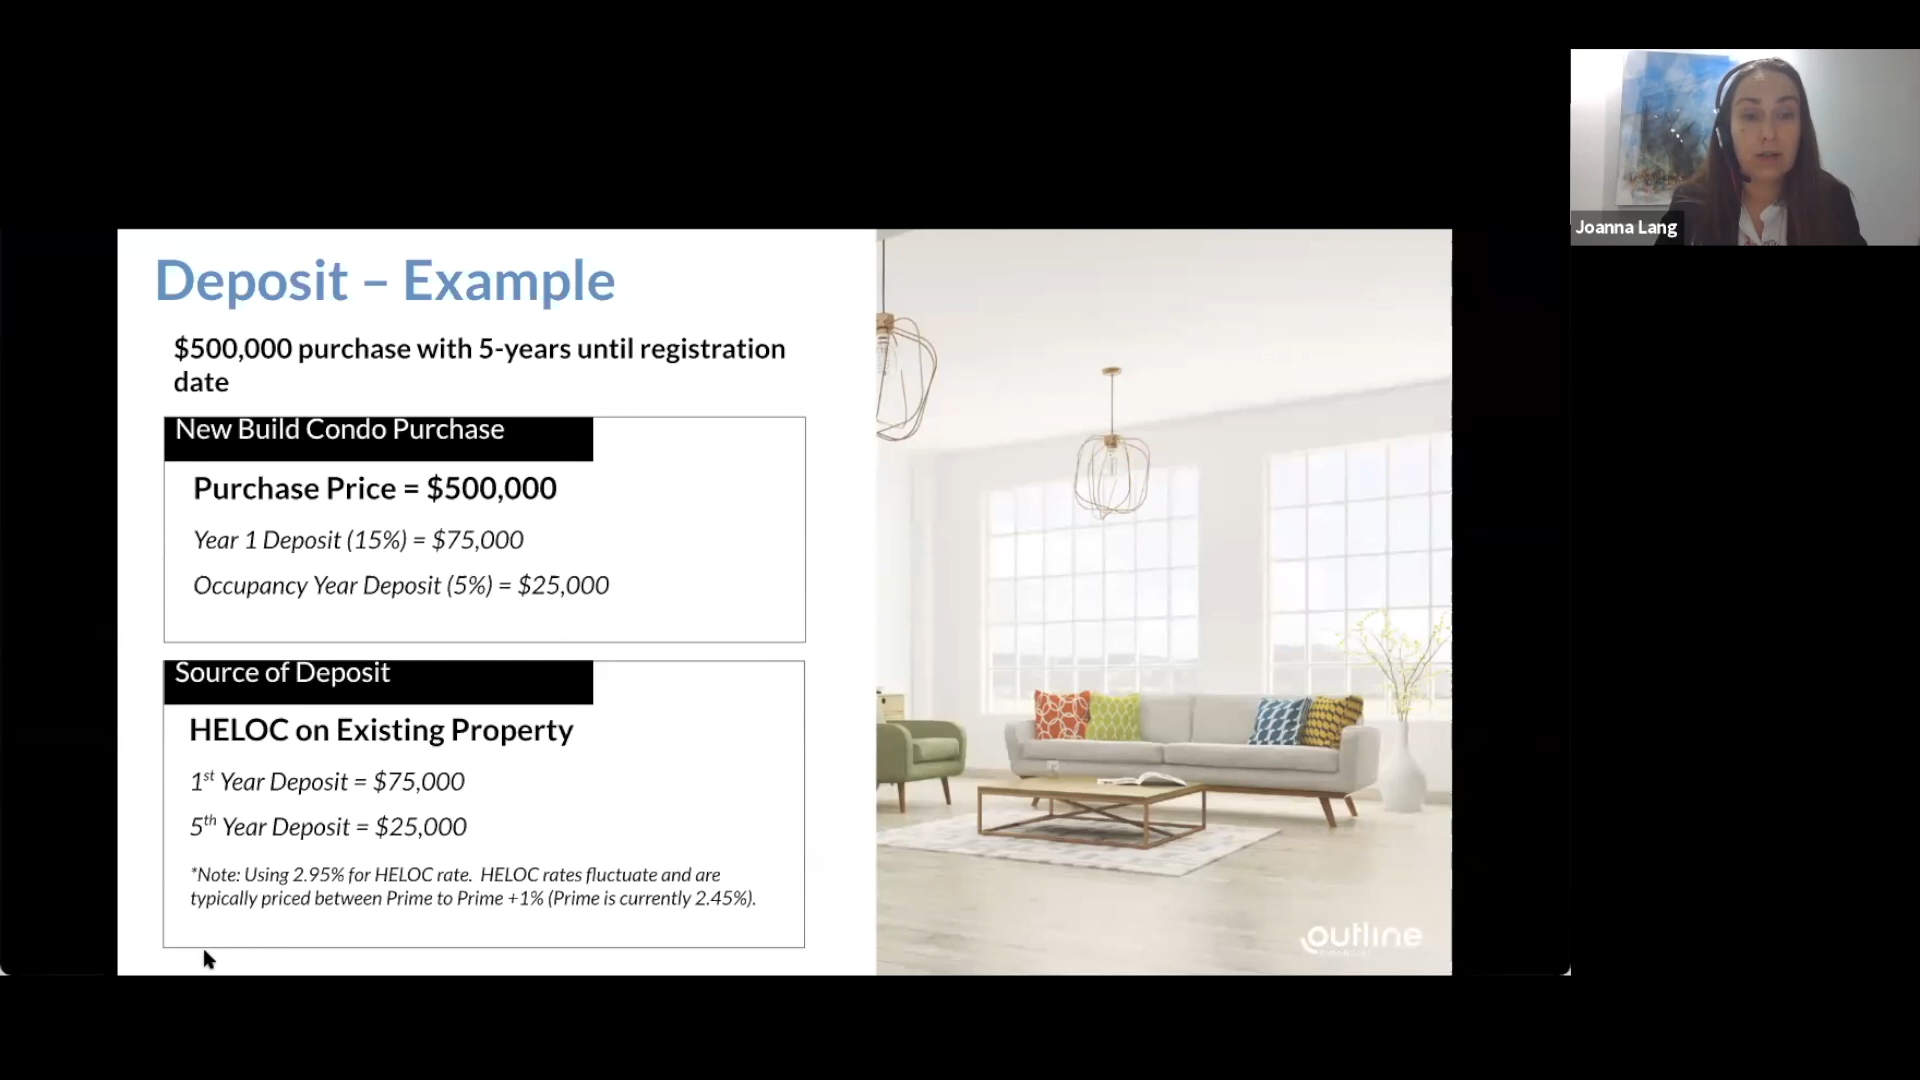 Joanna Lang
Deposit – Example
$500,000 purchase with 5-years until registration
date
New Build Condo Purchase
Purchase Price = $500,000
Year 1 Deposit (15%) = $75,000
Occupancy Year Deposit (5%) = $25,000
Source of Deposit
HELOC on Existing Property
1st Year Deposit = $75,000
5th Year Deposit = $25,000
*Note: Using 2.95% for HELOC rate. HELOC rates fluctuate and are
typically priced between Prime to Prime +1% (Prime is currently 2.45%).
outline